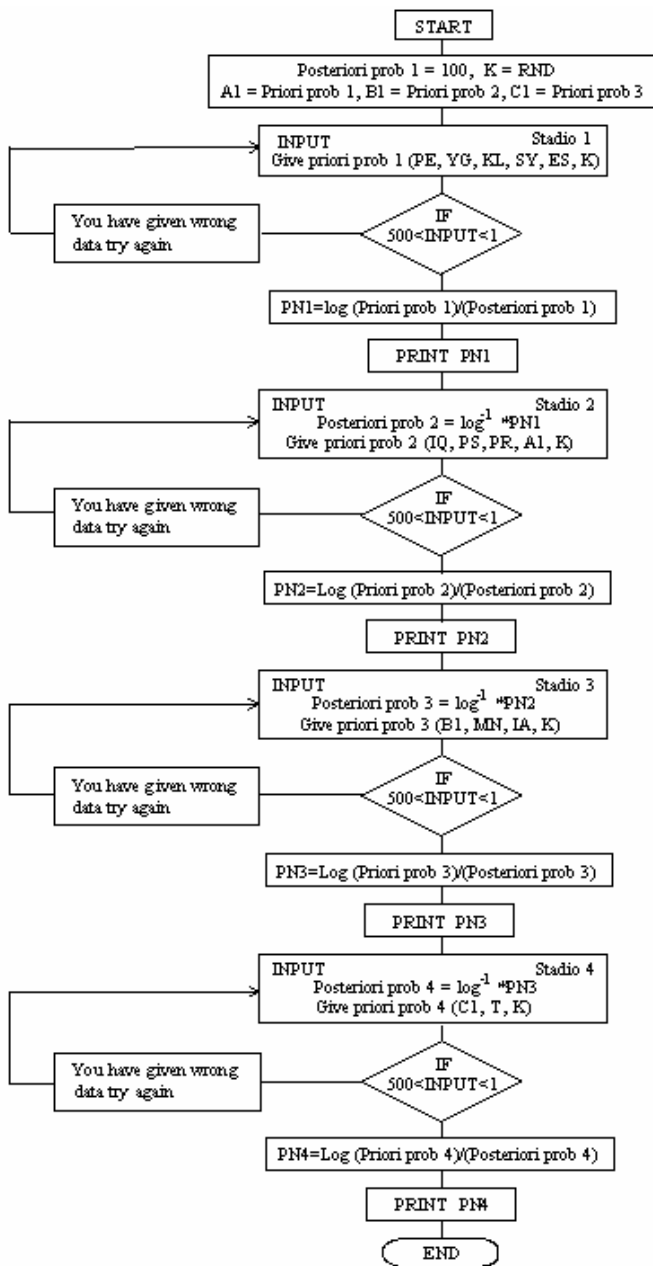 START
Posteriori prob 1 = 100, K = RND
A1 = Priori prob 1, B1 = Priori prob 2, C1 = Priori prob 3
INPUT Stadio 1
Give priori prob 1 (PE, YG, KL, SY, ES, K)
You have given wrong
data try again
IF
500<INPUT<1
PN1=log (Priori prob 1)/(Posteriori prob 1)
PRINT PN1
INPUT Stadio 2
Posteriori prob 2 = log⁻¹ *PN1
Give priori prob 2 (IQ, PS, PR, A1, K)
You have given wrong
data try again
IF
500<INPUT<1
PN2=Log (Priori prob 2)/(Posteriori prob 2)
PRINT PN2
INPUT Stadio 3
Posteriori prob 3 = log⁻¹ *PN2
Give priori prob 3 (B1, MN, IA, K)
You have given wrong
data try again
IF
500<INPUT<1
PN3=Log (Priori prob 3)/(Posteriori prob 3)
PRINT PN3
INPUT Stadio 4
Posteriori prob 4 = log⁻¹ *PN3
Give priori prob 4 (C1, T, K)
You have given wrong
data try again
IF
500<INPUT<1
PN4=Log (Priori prob 4)/(Posteriori prob 4)
PRINT PN4
END